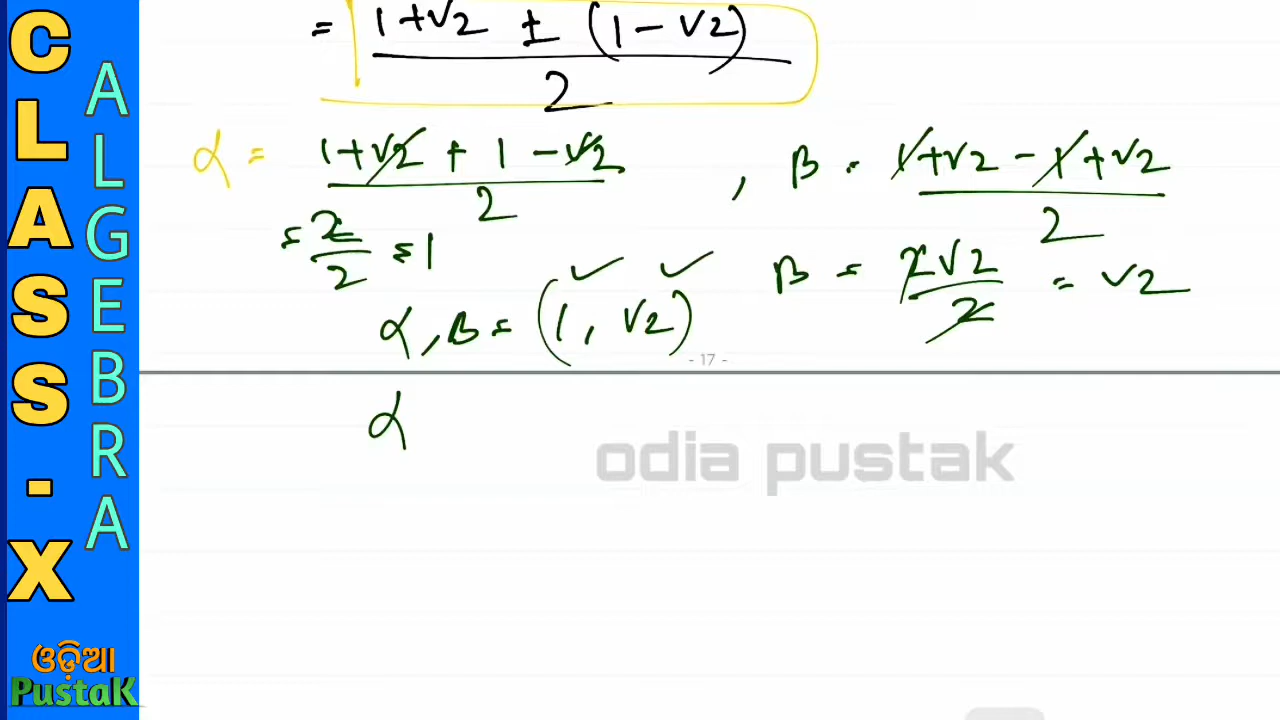 CLASS-X
ALGEBRA
ଓଡ଼ିଆ
PustaK
= 1+√2 ± (1-√2)
2
α = 1+√2 + 1 - √2 , β = 1+√2 - 1 + √2
2 2
= 2/2 = 1 β = 2√2/2 = √2
α, β = (1, √2)
- 17 -
α
odia pustak